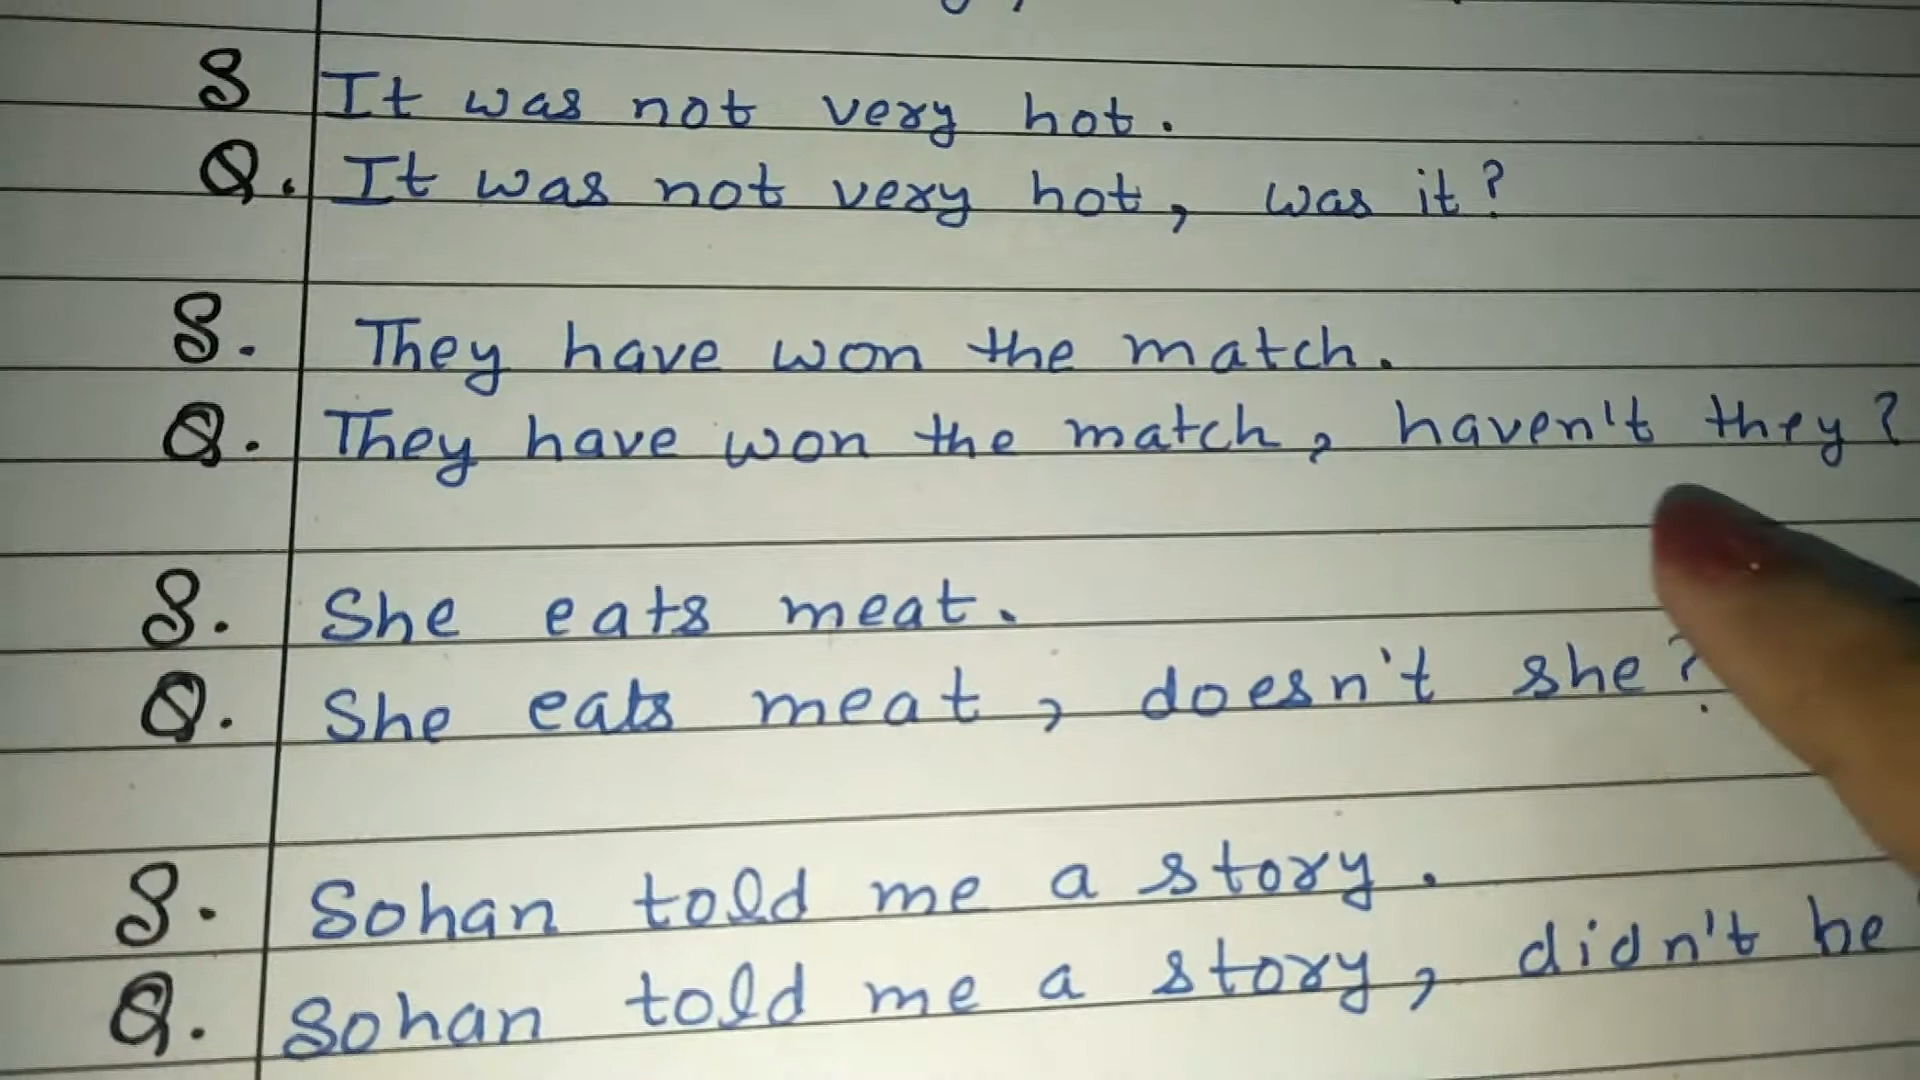 S It was not very hot.
Q. It was not very hot, was it?
S. They have won the match.
Q. They have won the match, haven't they?
S. She eats meat.
Q. She eats meat, doesn't she?
S. Sohan told me a story.
Q. Sohan told me a story, didn't he